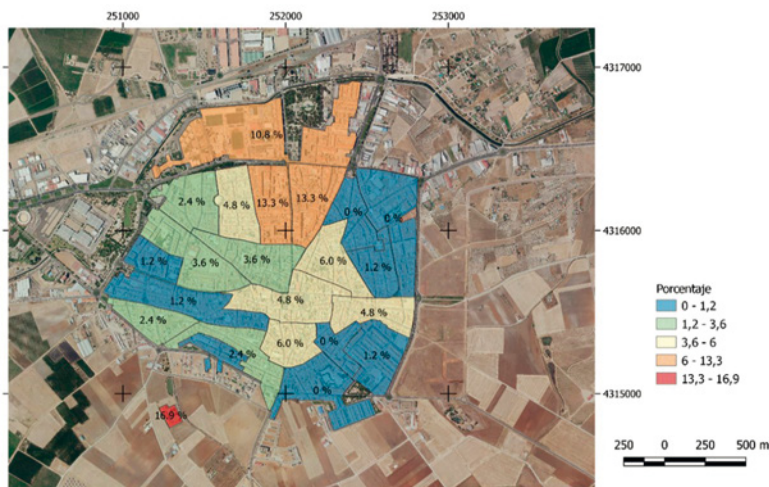 251000 252000 253000
4317000
10.8 %
2.4 % 4.8 % 13.3 % 13.3 %
0 % 0 %
4316000
1.2 % 3.6 % 3.6 % 6.0 % 1.2 %
1.2 % 4.8 %
4.8 %
2.4 %
2.4 % 6.0 % 0 % 1.2 %
0 %
4315000
16.9 %
Porcentaje
0 - 1,2
1,2 - 3,6
3,6 - 6
6 - 13,3
13,3 - 16,9
250 0 250 500 m